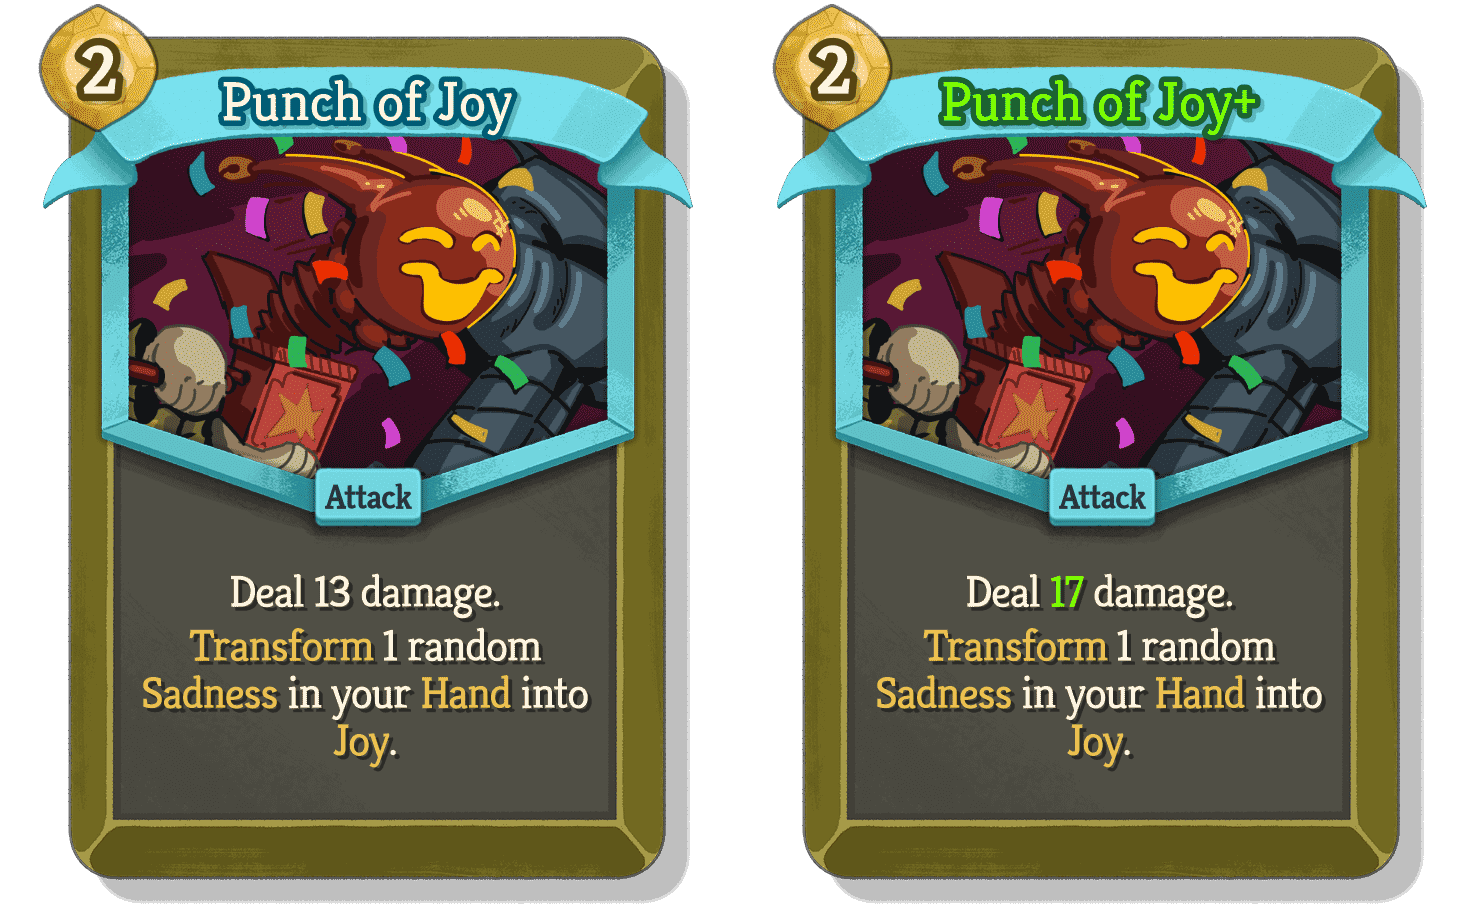 2
Punch of Joy
Attack
Deal 13 damage.
Transform 1 random
Sadness in your Hand into
Joy.
2
Punch of Joy+
Attack
Deal 17 damage.
Transform 1 random
Sadness in your Hand into
Joy.